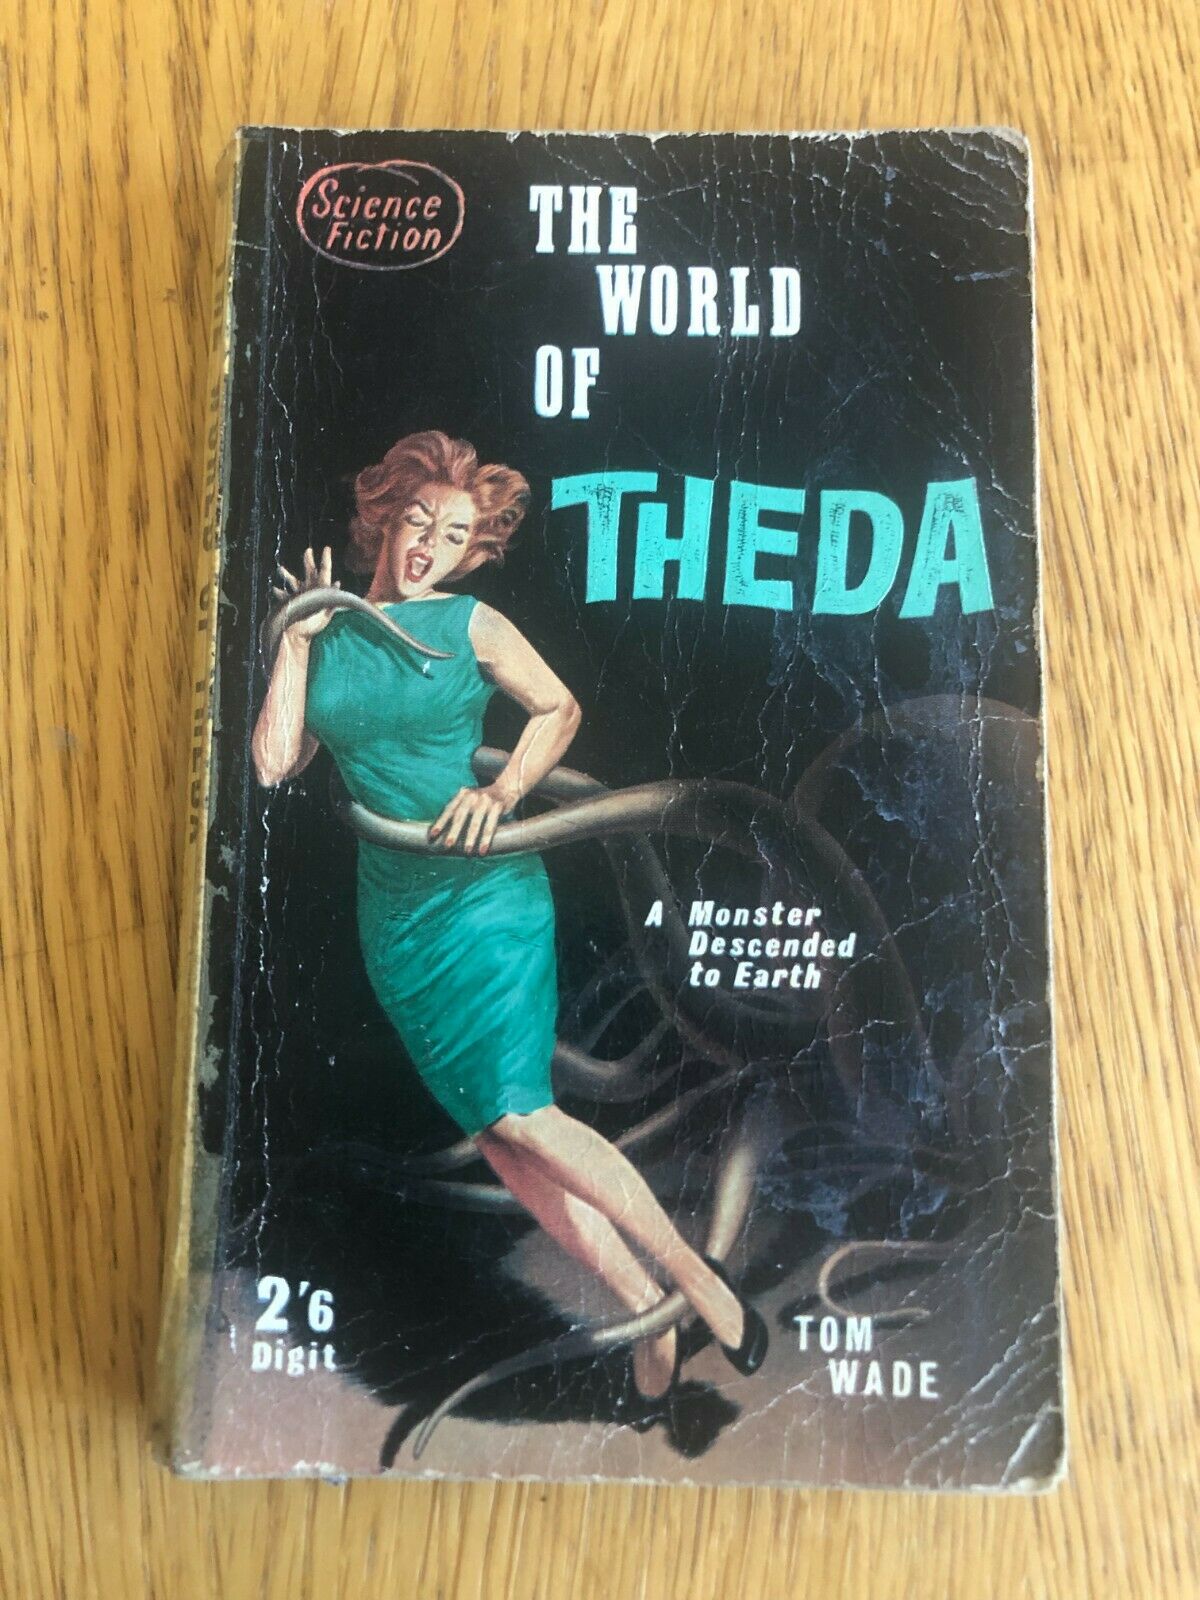 Science
Fiction
THE
WORLD
OF
THEDA
A Monster
Descended
to Earth
2'6
Digit
TOM
WADE